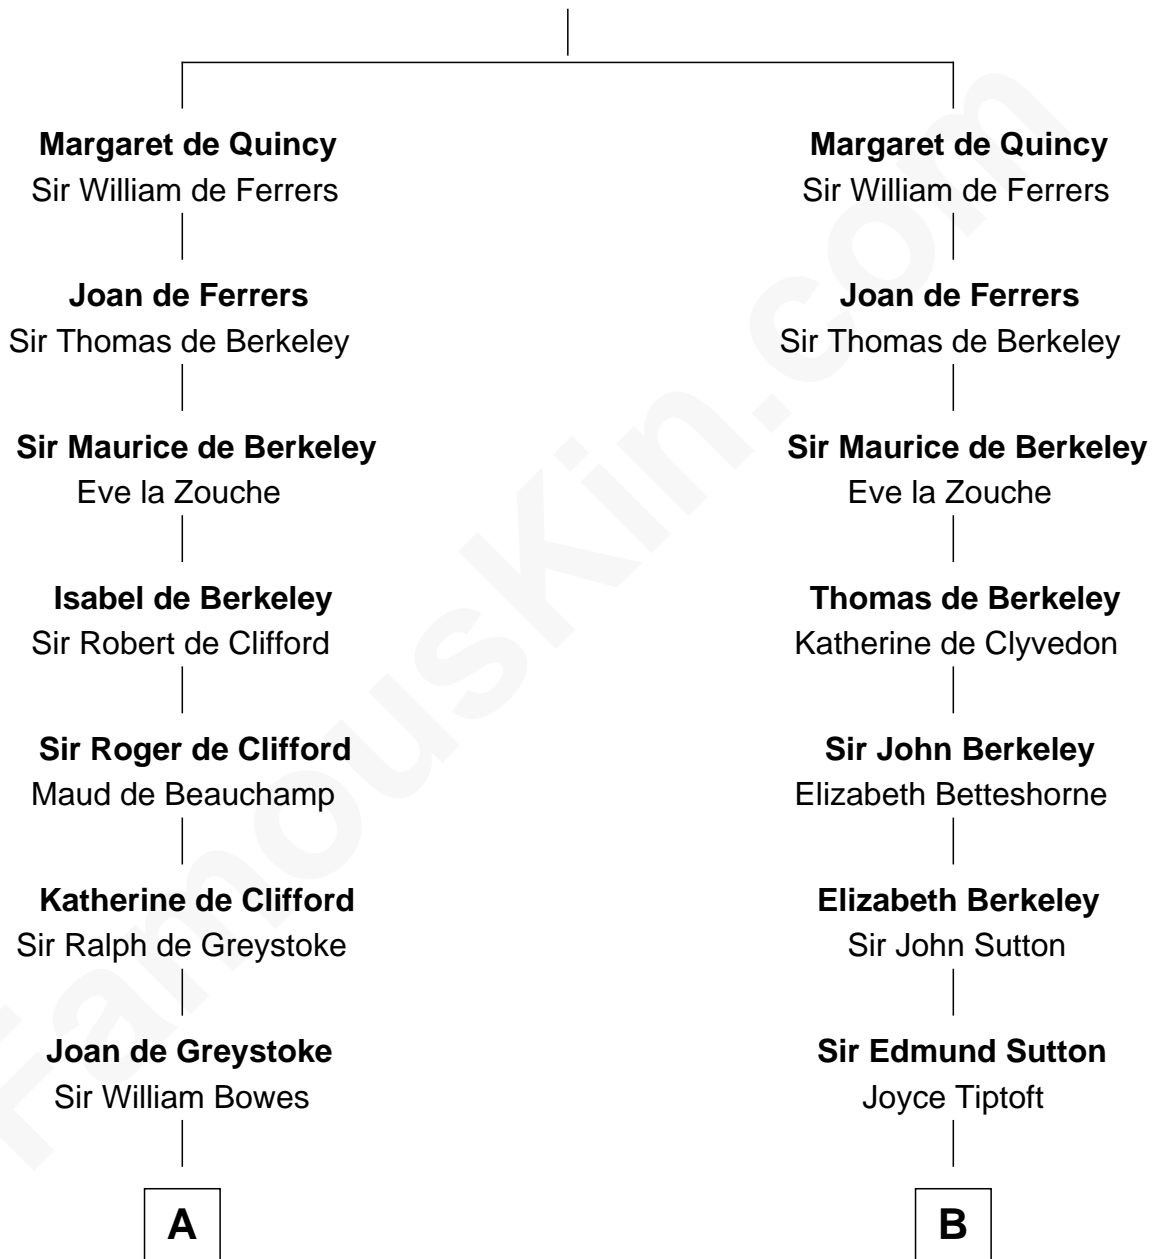 Margaret de Quincy
Sir William de Ferrers
Joan de Ferrers
Sir Thomas de Berkeley
Sir Maurice de Berkeley
Eve la Zouche
Isabel de Berkeley
Sir Robert de Clifford
Sir Roger de Clifford
Maud de Beauchamp
Katherine de Clifford
Sir Ralph de Greystoke
Joan de Greystoke
Sir William Bowes
A
Margaret de Quincy
Sir William de Ferrers
Joan de Ferrers
Sir Thomas de Berkeley
Sir Maurice de Berkeley
Eve la Zouche
Thomas de Berkeley
Katherine de Clyvedon
Sir John Berkeley
Elizabeth Betteshorne
Elizabeth Berkeley
Sir John Sutton
Sir Edmund Sutton
Joyce Tiptoft
B
FamousKin.com